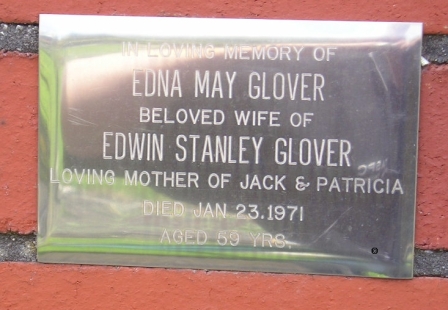 IN LOVING MEMORY OF
EDNA MAY GLOVER
BELOVED WIFE OF
EDWIN STANLEY GLOVER
LOVING MOTHER OF JACK & PATRICIA
DIED JAN 23.1971
AGED 59 YRS.